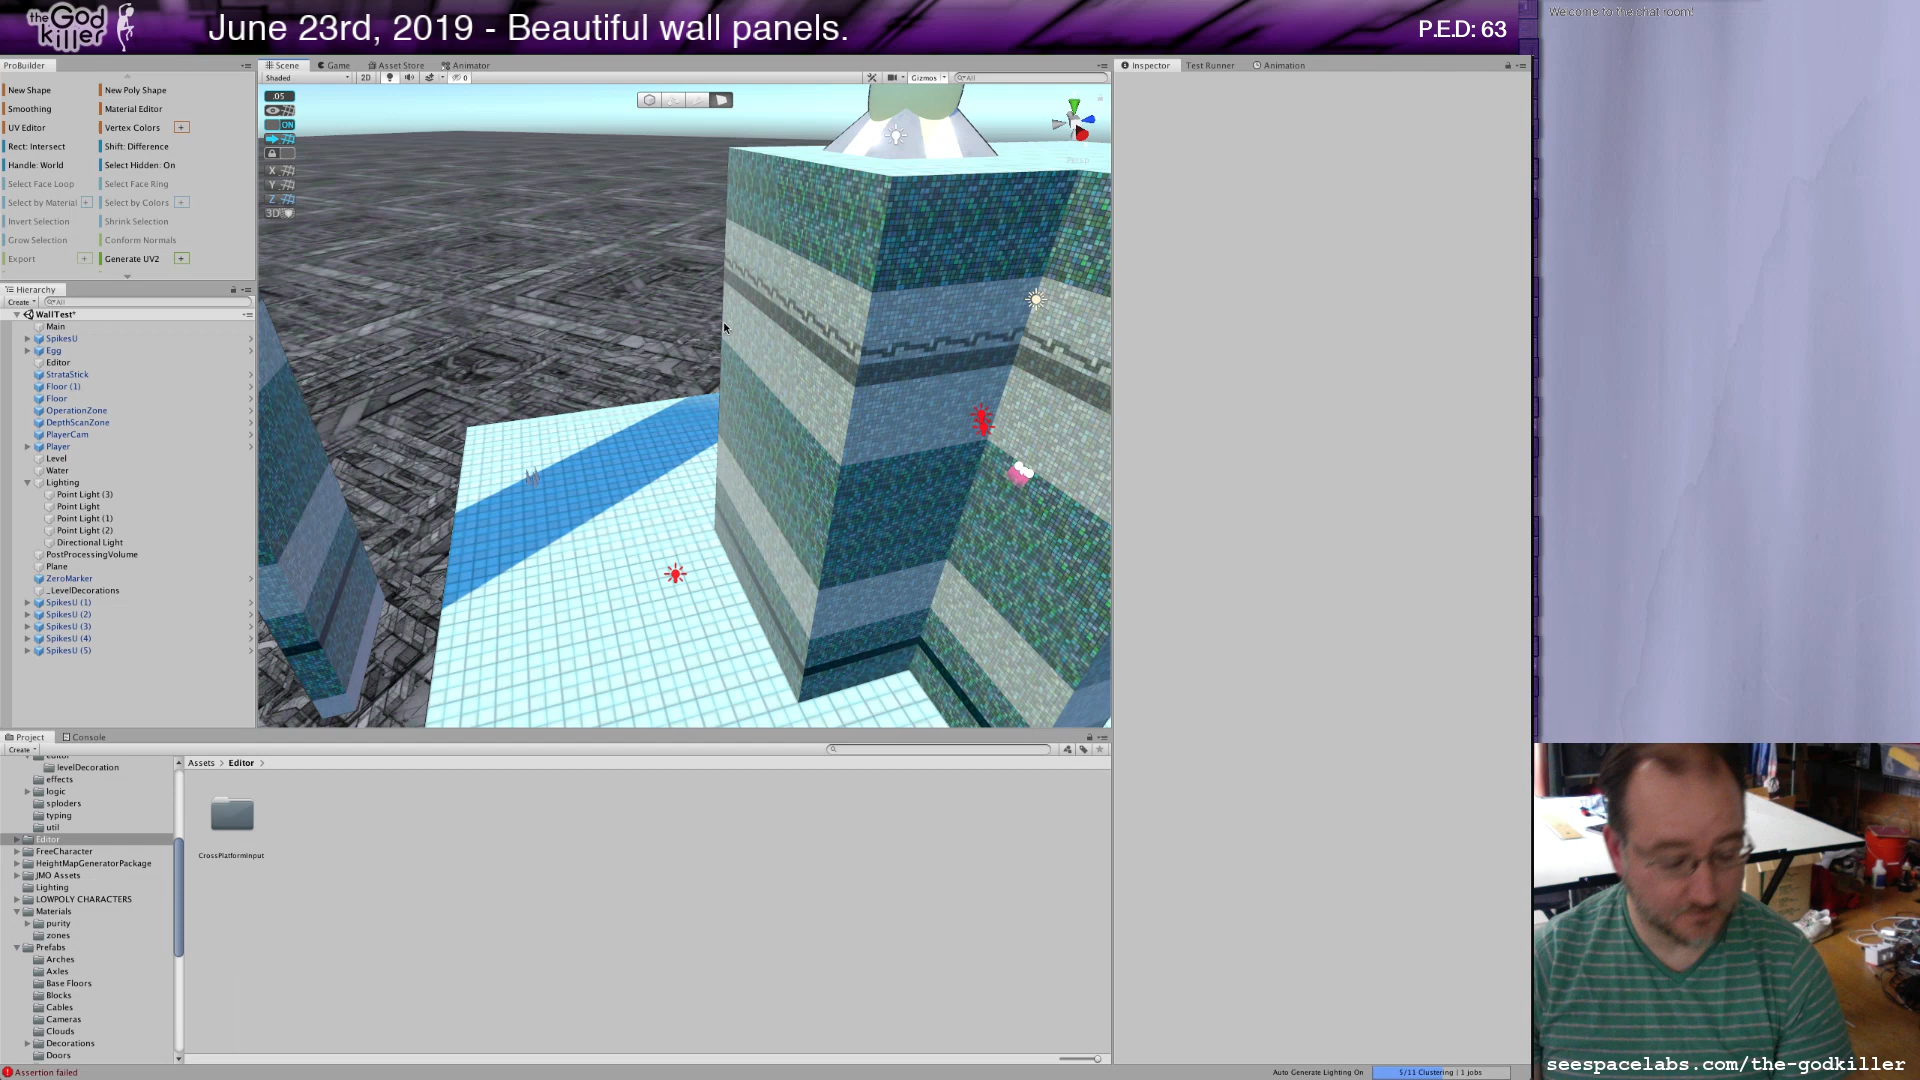 the God killer
June 23rd, 2019 - Beautiful wall panels.
P.E.D: 63
Welcome to the chat room!
ProBuilder
New Shape
New Poly Shape
Smoothing
Material Editor
UV Editor
Vertex Colors +
Rect: Intersect
Shift: Difference
Handle: World
Select Hidden: On
Select Face Loop
Select Face Ring
Select by Material +
Select by Colors +
Invert Selection
Shrink Selection
Grow Selection
Conform Normals
Export +
Generate UV2 +
Scene
Game
Asset Store
Animator
Shaded
2D
0
Gizmos
All
.05
ON
X
Y
Z
3D
Persp
Inspector
Test Runner
Animation
Hierarchy
Create
All
WallTest*
Main
SpikesU
Egg
Editor
StrataStick
Floor (1)
Floor
OperationZone
DepthScanZone
PlayerCam
Player
Level
Water
Lighting
Point Light (3)
Point Light
Point Light (1)
Point Light (2)
Directional Light
PostProcessingVolume
Plane
ZeroMarker
_LevelDecorations
SpikesU (1)
SpikesU (2)
SpikesU (3)
SpikesU (4)
SpikesU (5)
Project
Console
Create
Assets > Editor >
editor
levelDecoration
effects
logic
sploders
typing
util
Editor
FreeCharacter
HeightMapGeneratorPackage
JMO Assets
Lighting
LOWPOLY CHARACTERS
Materials
purity
zones
Prefabs
Arches
Axles
Base Floors
Blocks
Cables
Cameras
Clouds
Decorations
Doors
CrossPlatformInput
Assertion failed
Auto Generate Lighting On
5/11 Clustering | 1 jobs
seespacelabs.com/the-godkiller